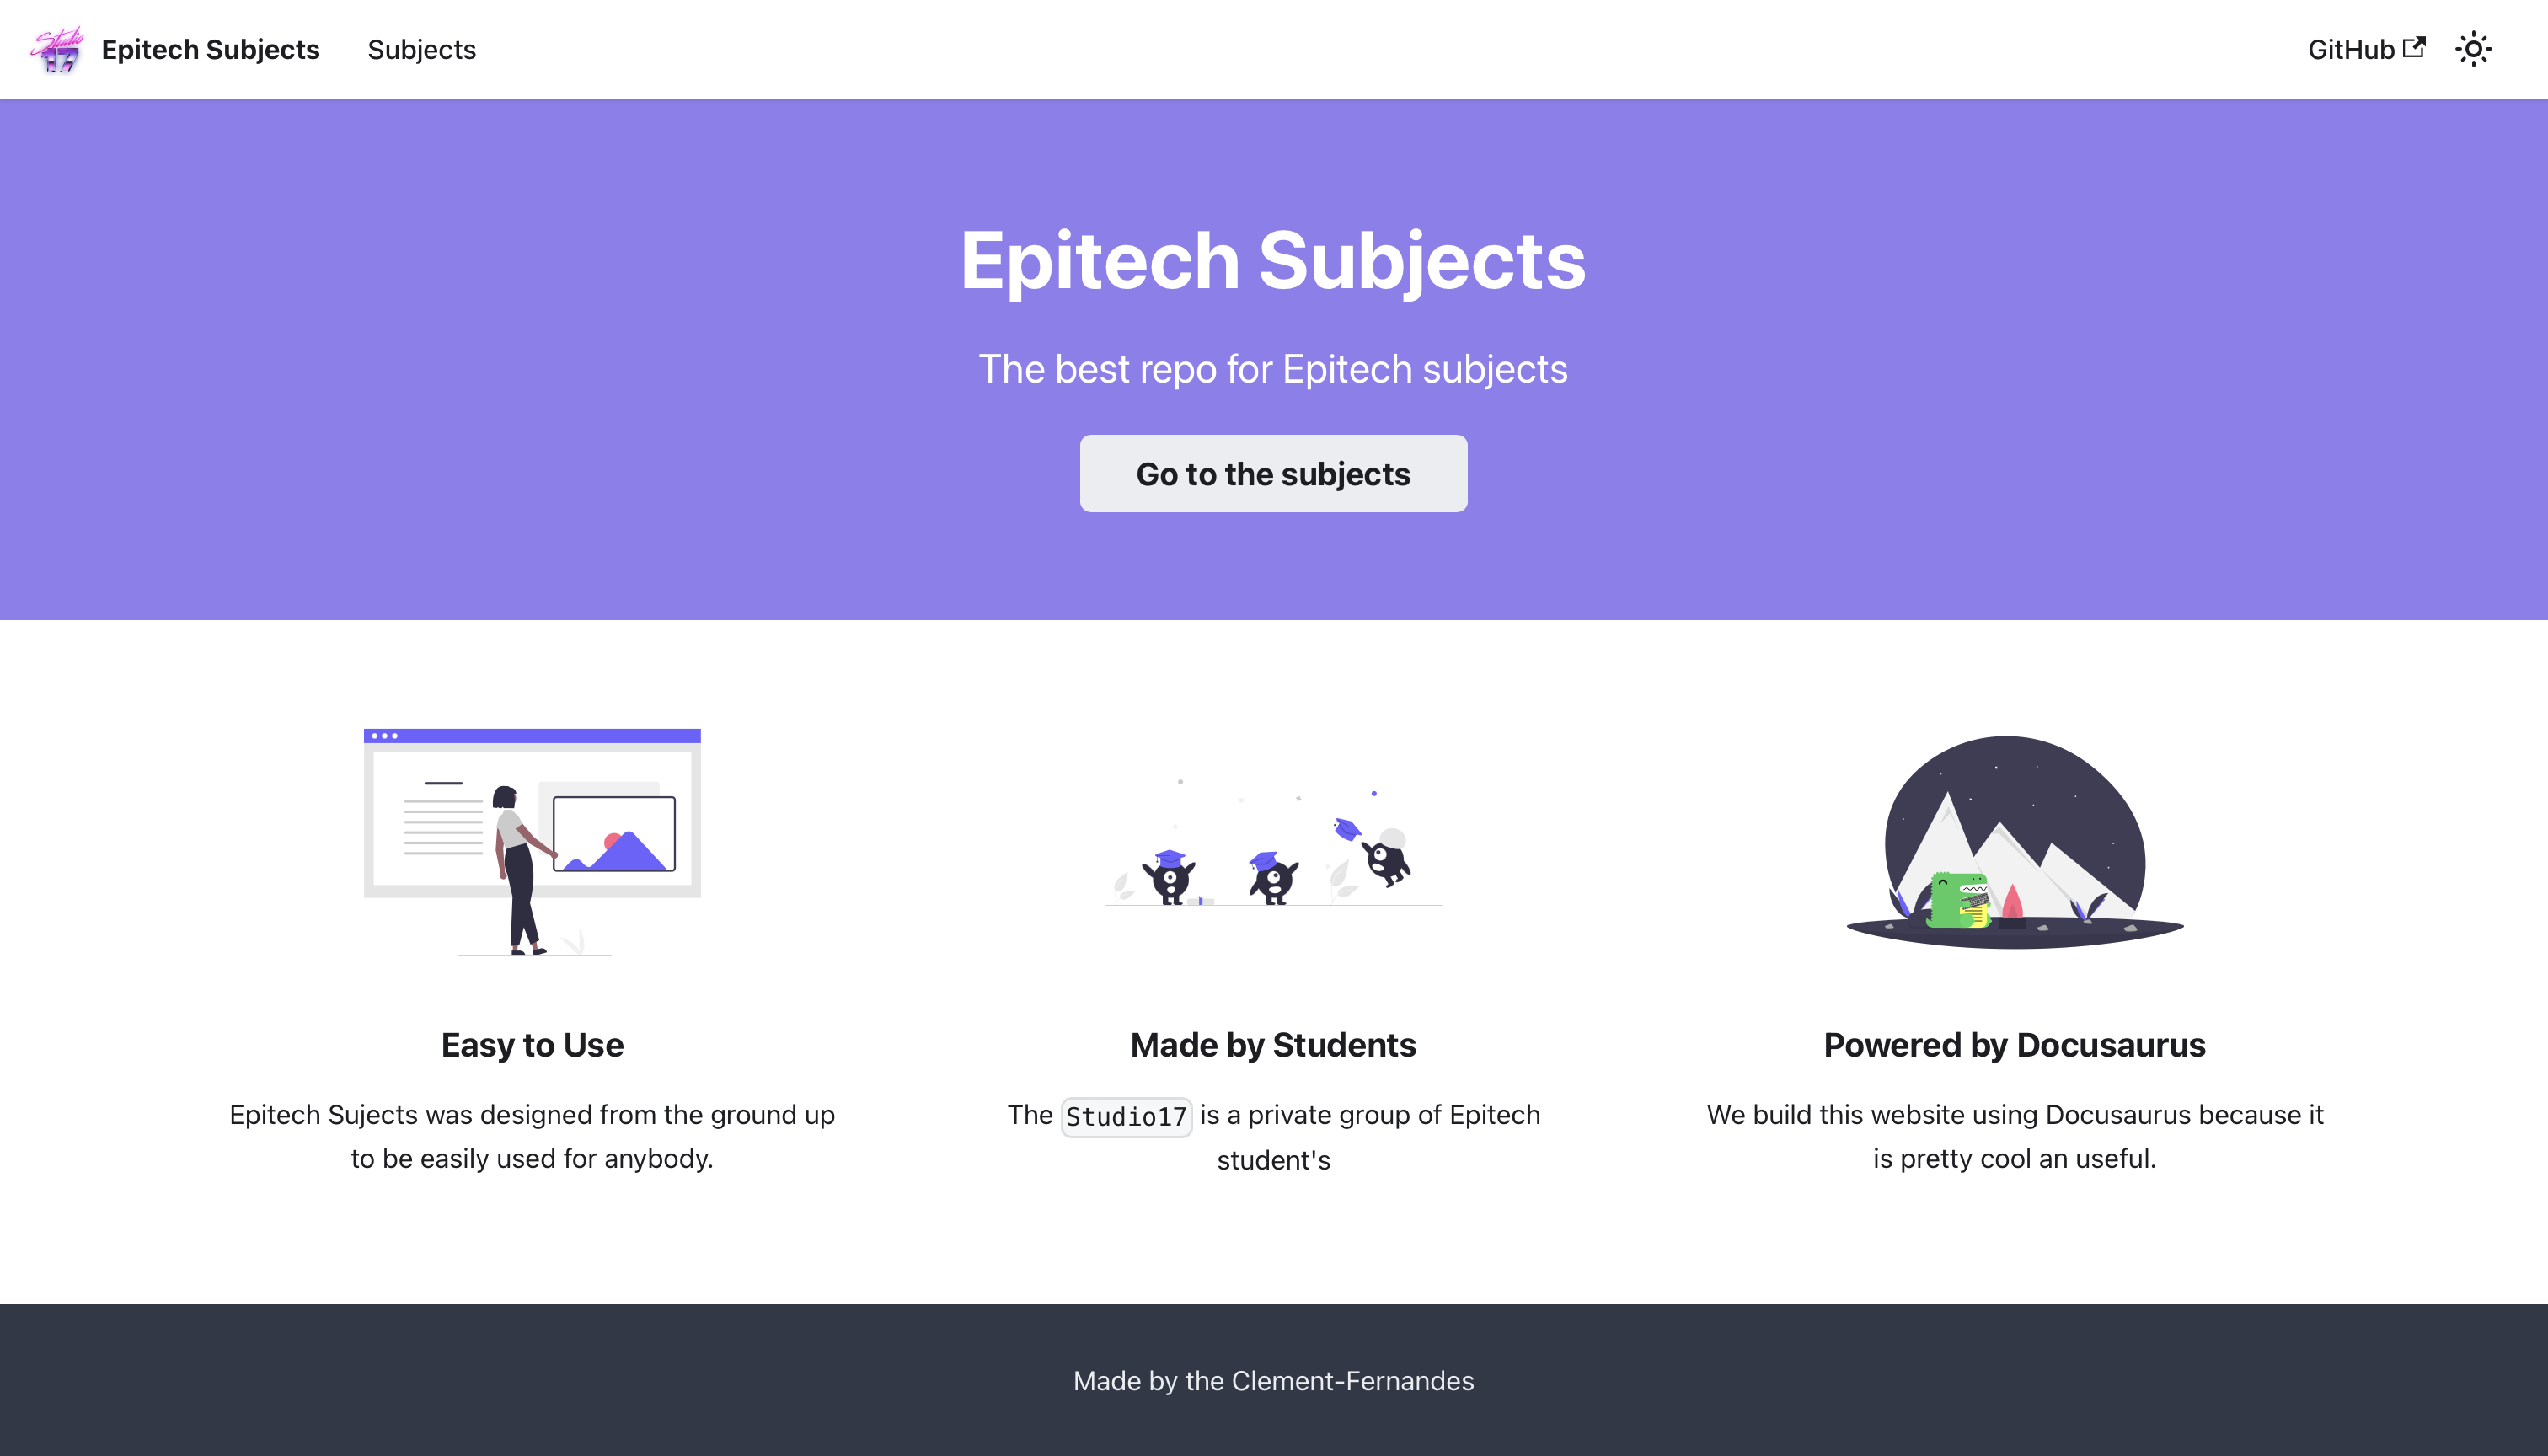 Studio
17
Epitech Subjects
Subjects
GitHub
Epitech Subjects
The best repo for Epitech subjects
Go to the subjects
Easy to Use
Epitech Sujects was designed from the ground up
to be easily used for anybody.
Made by Students
The Studio17 is a private group of Epitech
student's
Powered by Docusaurus
We build this website using Docusaurus because it
is pretty cool an useful.
Made by the Clement-Fernandes